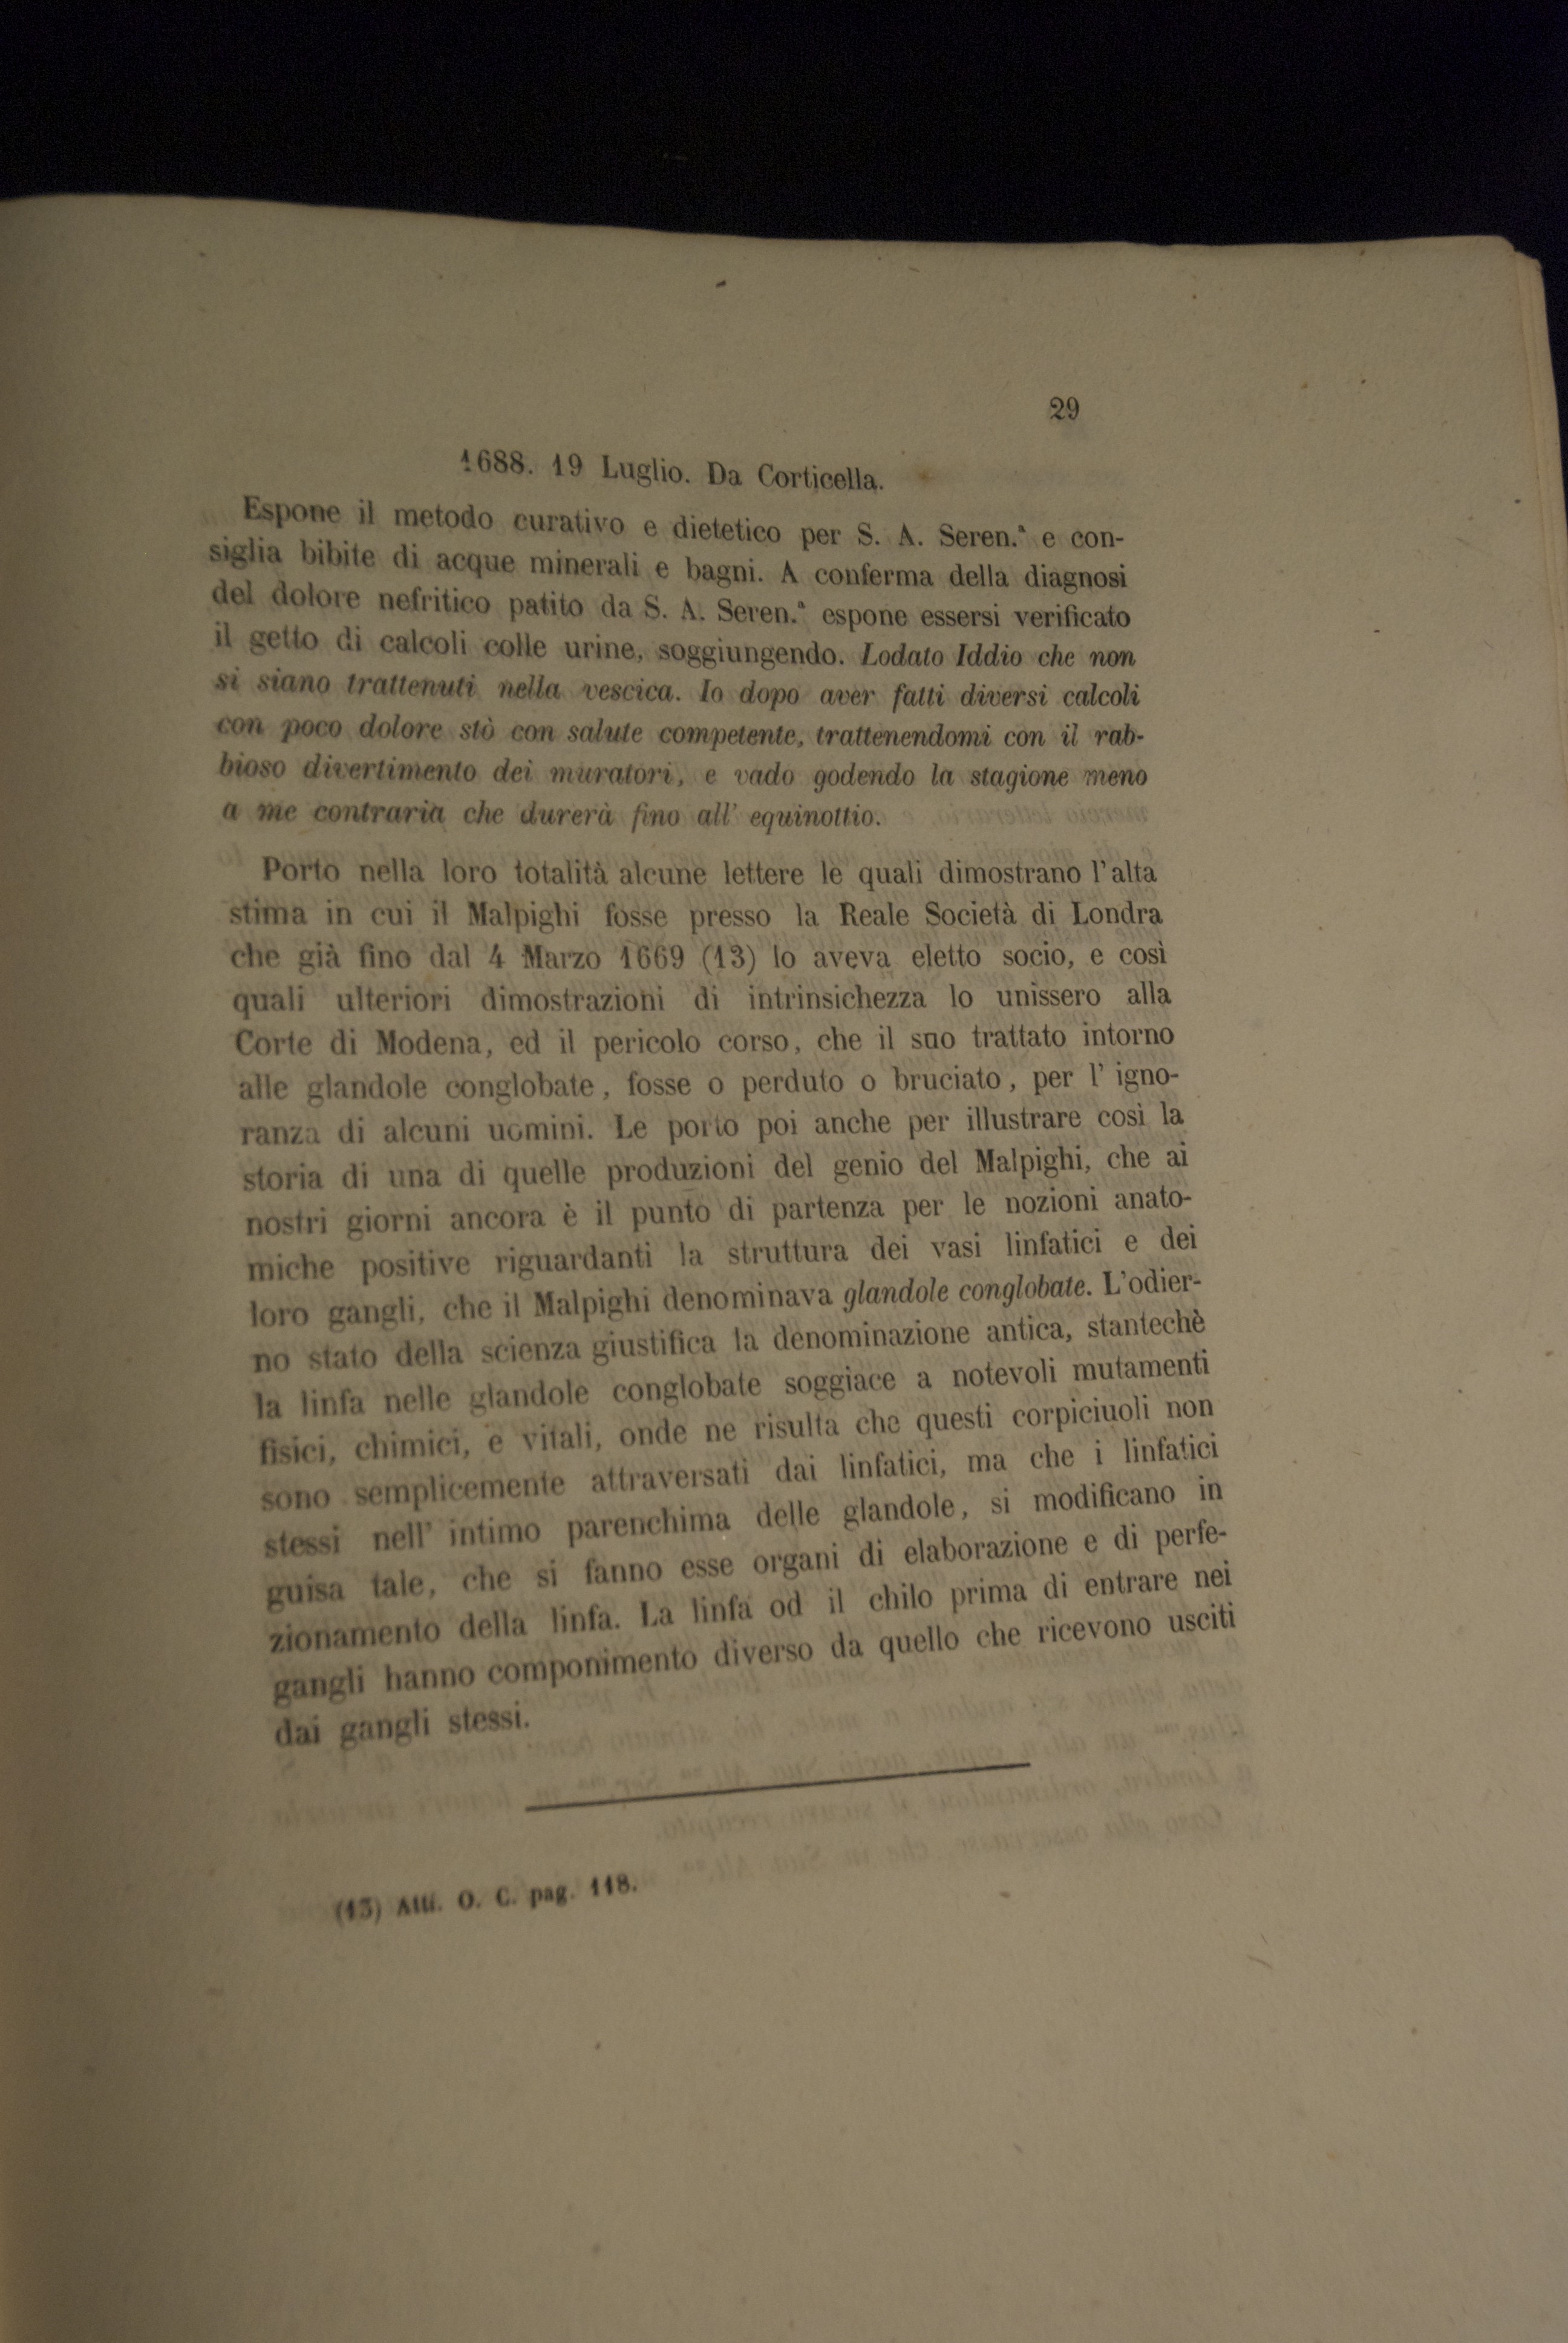 29
1688. 19 Luglio. Da Corticella.
Espone il metodo curativo e dietetico per S. A. Seren.ª e con-
siglia bibite di acque minerali e bagni. A conferma della diagnosi
del dolore nefritico patito da S. A. Seren.ª espone essersi verificato
il getto di calcoli colle urine, soggiungendo. Lodato Iddio che non
si siano trattenuti nella vescica. Io dopo aver fatti diversi calcoli
con poco dolore stò con salute competente, trattenendomi con il rab-
bioso divertimento dei muratori, e vado godendo la stagione meno
a me contraria che durerà fino all' equinottio.
Porto nella loro totalità alcune lettere le quali dimostrano l'alta
stima in cui il Malpighi fosse presso la Reale Società di Londra
che già fino dal 4 Marzo 1669 (13) lo aveva eletto socio, e così
quali ulteriori dimostrazioni di intrinsichezza lo unissero alla
Corte di Modena, ed il pericolo corso, che il suo trattato intorno
alle glandole conglobate, fosse o perduto o bruciato, per l' igno-
ranza di alcuni uomini. Le porto poi anche per illustrare così la
storia di una di quelle produzioni del genio del Malpighi, che ai
nostri giorni ancora è il punto di partenza per le nozioni anato-
miche positive riguardanti la struttura dei vasi linfatici e dei
loro gangli, che il Malpighi denominava glandole conglobate. L'odier-
no stato della scienza giustifica la denominazione antica, stantechè
la linfa nelle glandole conglobate soggiace a notevoli mutamenti
fisici, chimici, e vitali, onde ne risulta che questi corpiciuoli non
sono semplicemente attraversati dai linfatici, ma che i linfatici
stessi nell' intimo parenchima delle glandole, si modificano in
guisa tale, che si fanno esse organi di elaborazione e di perfe-
zionamento della linfa. La linfa od il chilo prima di entrare nei
gangli hanno componimento diverso da quello che ricevono usciti
dai gangli stessi.
(13) Atti. O. C. pag. 118.